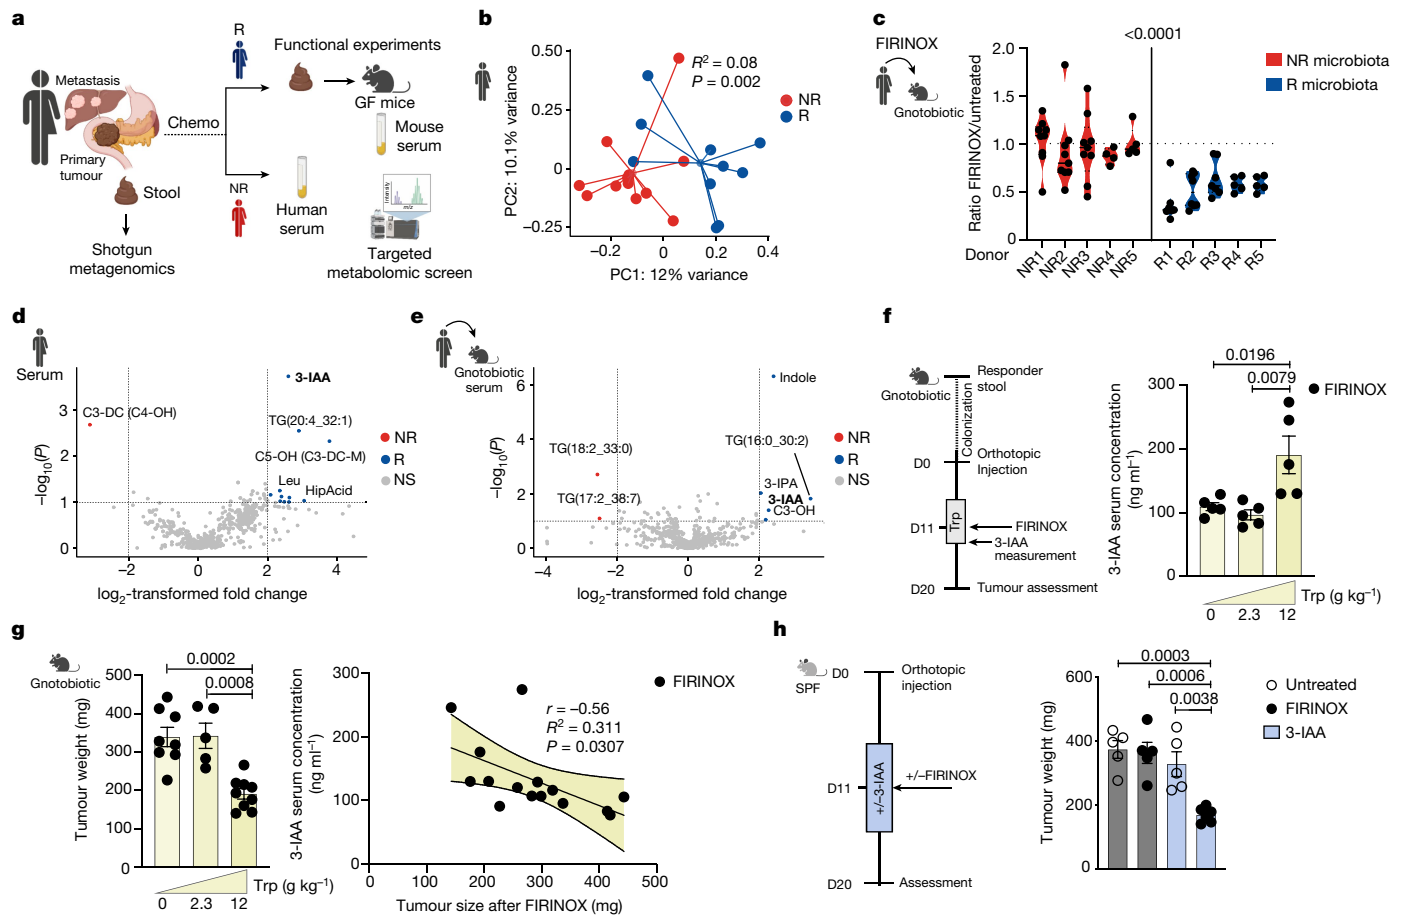 a
R
Functional experiments
Metastasis
GF mice
Chemo
Mouse
serum
Primary
tumour
NR
Stool
Intensity
m/z
Human
serum
Shotgun
metagenomics
Targeted
metabolomic screen
b
0.50
0.25
0
−0.25
PC2: 10.1% variance
R² = 0.08
P = 0.002
NR
R
−0.2
0
0.2
0.4
PC1: 12% variance
c
FIRINOX
Gnotobiotic
<0.0001
2.0
1.5
1.0
0.5
0
Ratio FIRINOX/untreated
NR microbiota
R microbiota
Donor
NR1
NR2
NR3
NR4
NR5
R1
R2
R3
R4
R5
d
Serum
3-IAA
C3-DC (C4-OH)
TG(20:4_32:1)
C5-OH (C3-DC-M)
Leu
HipAcid
NR
R
NS
3
2
1
0
−log₁₀(P)
−2
0
2
4
log₂-transformed fold change
e
Gnotobiotic
serum
Indole
TG(16:0_30:2)
TG(18:2_33:0)
3-IPA
TG(17:2_38:7)
3-IAA
C3-OH
NR
R
NS
6
4
2
0
−log₁₀(P)
−4
−2
0
2
log₂-transformed fold change
f
Gnotobiotic
Responder
stool
Colonization
D0
Orthotopic
Injection
Trp
D11
FIRINOX
3-IAA
measurement
D20
Tumour assessment
0.0196
0.0079
FIRINOX
300
200
100
0
3-IAA serum concentration
(ng ml⁻¹)
Trp (g kg⁻¹)
0
2.3
12
g
Gnotobiotic
0.0002
0.0008
500
400
300
200
100
0
Tumour weight (mg)
Trp (g kg⁻¹)
0
2.3
12
3-IAA serum concentration
(ng ml⁻¹)
300
200
100
0
FIRINOX
r = −0.56
R² = 0.311
P = 0.0307
0
100
200
300
400
500
Tumour size after FIRINOX (mg)
h
SPF
D0
Orthotopic
injection
+/−3-IAA
D11
+/−FIRINOX
D20
Assessment
0.0003
0.0006
0.0038
600
400
200
0
Tumour weight (mg)
Untreated
FIRINOX
3-IAA